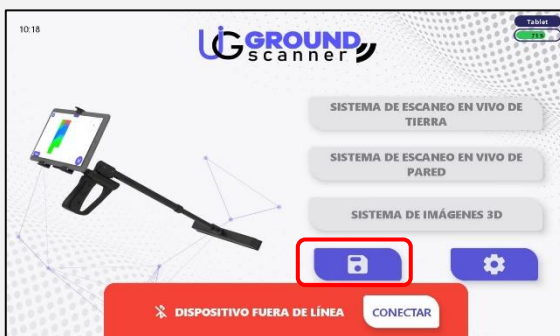 10:18
Tablet
UIG GROUND
scanner
SISTEMA DE ESCANEO EN VIVO DE
TIERRA
SISTEMA DE ESCANEO EN VIVO DE
PARED
SISTEMA DE IMÁGENES 3D
DISPOSITIVO FUERA DE LÍNEA
CONECTAR